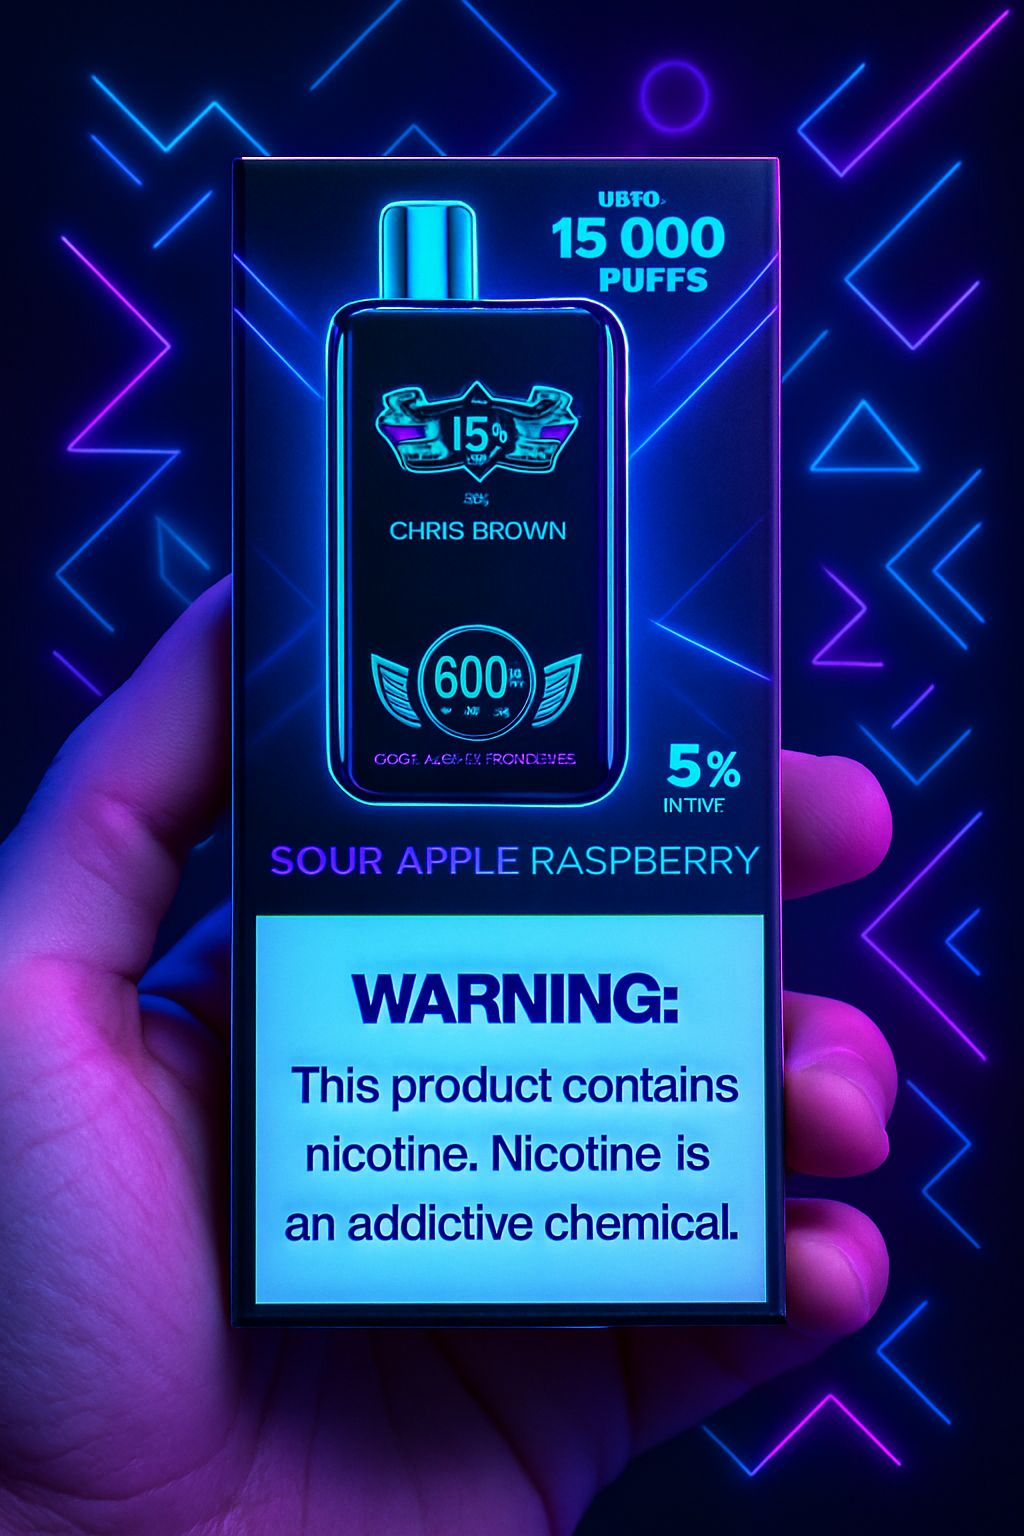 UBTO
15 000
PUFFS
15%
CHRIS BROWN
600
5%
INTIVE
SOUR APPLE RASPBERRY
WARNING:
This product contains
nicotine. Nicotine is
an addictive chemical.